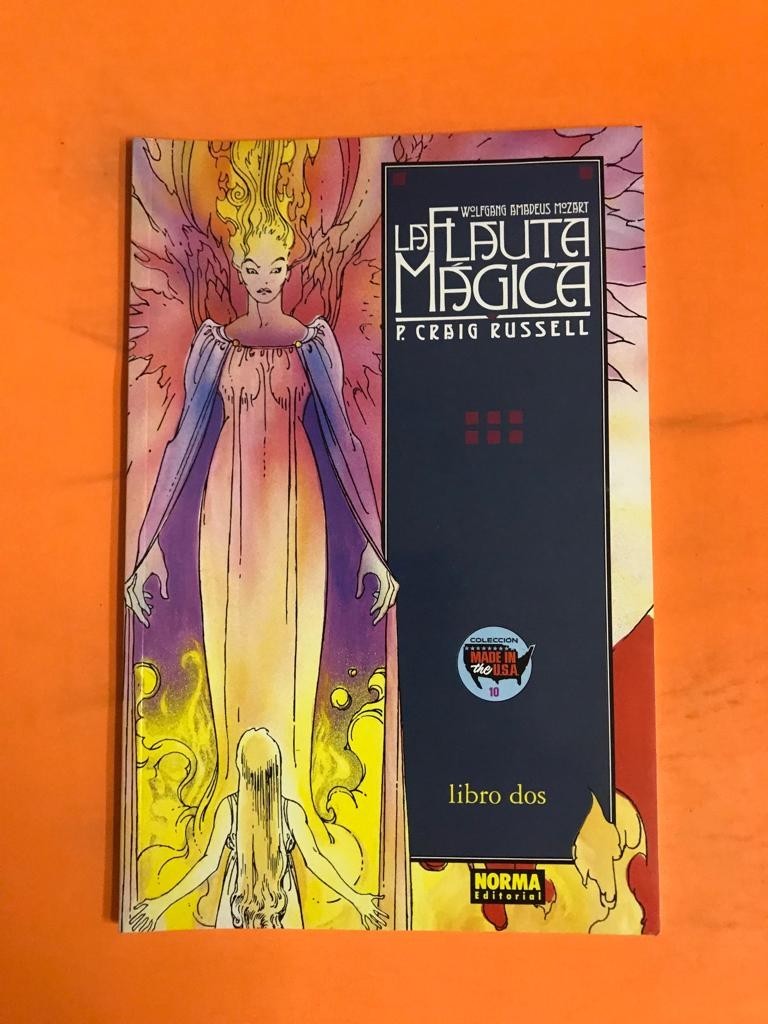 WOLFGANG AMADEUS MOZART
LA FLAUTA
MÁGICA
P. CRAIG RUSSELL
COLECCIÓN
MADE IN
the U.S.A.
10
libro dos
NORMA
Editorial